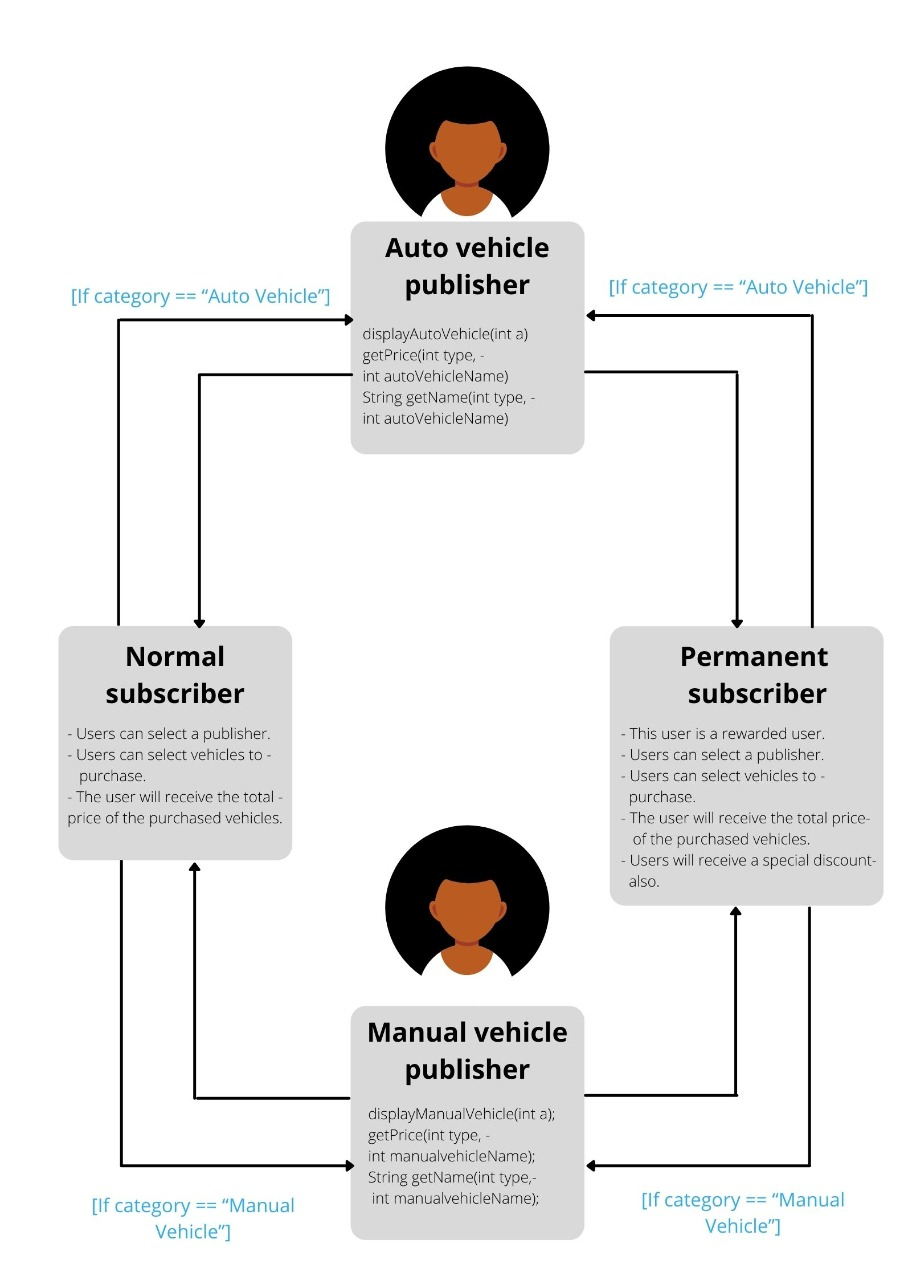 Auto vehicle
publisher
[If category == “Auto Vehicle”]
[If category == “Auto Vehicle”]
displayAutoVehicle(int a)
getPrice(int type, -
int autoVehicleName)
String getName(int type, -
int autoVehicleName)
Normal
subscriber
- Users can select a publisher.
- Users can select vehicles to -
purchase.
- The user will receive the total -
price of the purchased vehicles.
Permanent
subscriber
- This user is a rewarded user.
- Users can select a publisher.
- Users can select vehicles to -
purchase.
- The user will receive the total price-
of the purchased vehicles.
- Users will receive a special discount-
also.
Manual vehicle
publisher
displayManualVehicle(int a);
getPrice(int type, -
int manualvehicleName);
String getName(int type,-
int manualvehicleName);
[If category == “Manual
Vehicle”]
[If category == “Manual
Vehicle”]